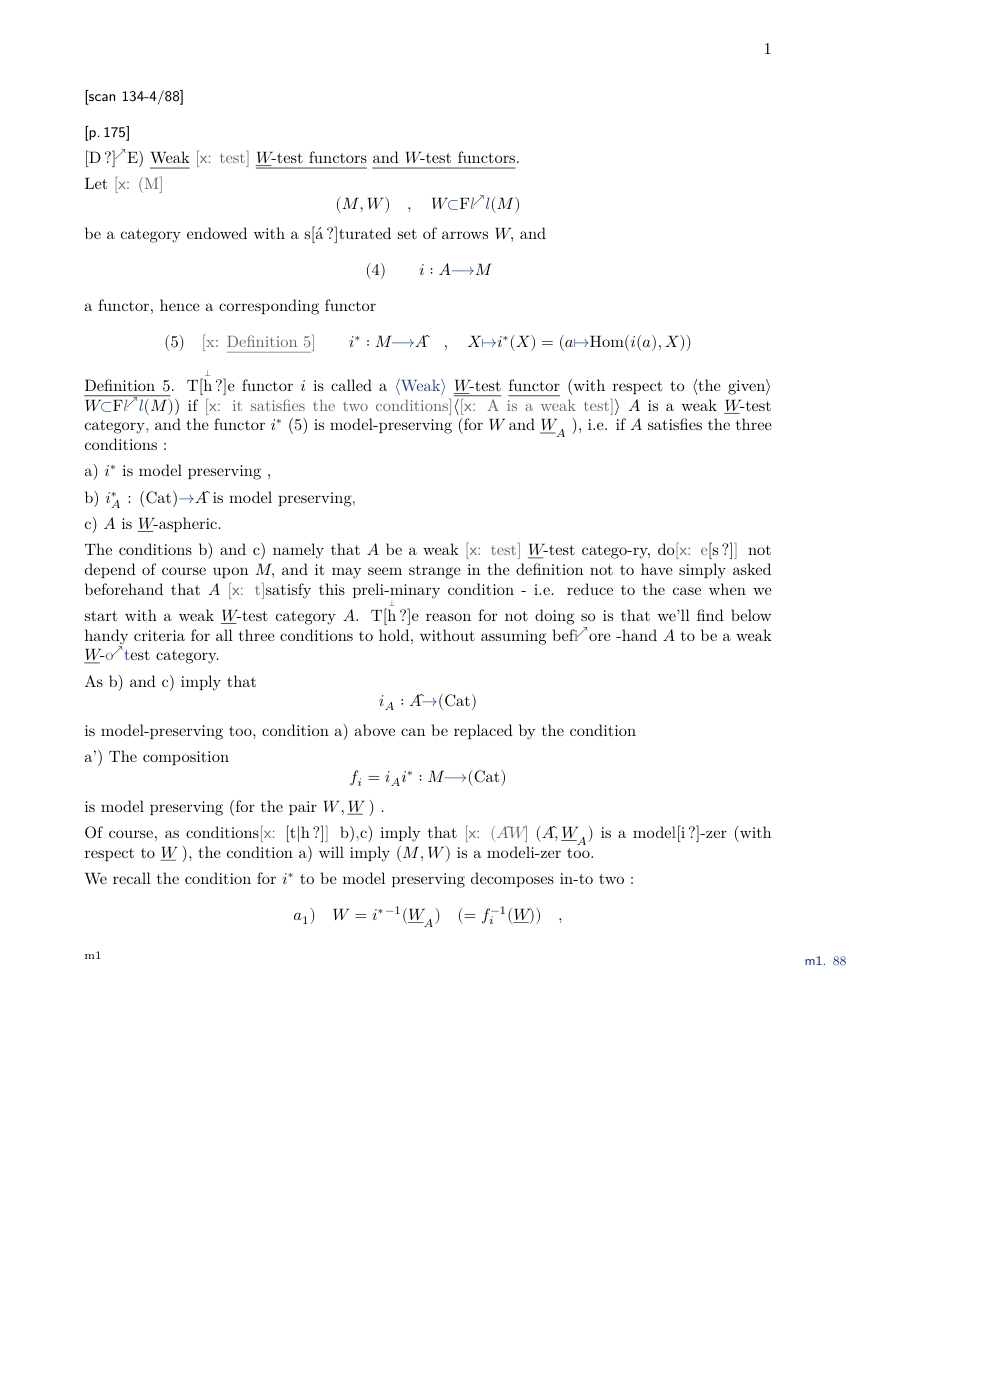 1
[scan 134-4/88]
[p. 175]
[D ?]↗E) Weak [x: test] W-test functors and W-test functors.
Let [x: (M]
(M, W) , W⊂Fl↗l(M)
be a category endowed with a s[á ?]turated set of arrows W, and
(4) i : A⟶M
a functor, hence a corresponding functor
(5) [x: Definition 5] i* : M⟶Aˆ , X↦i*(X) = (a↦Hom(i(a), X))
Definition 5. T[h ?]e functor i is called a ⟨Weak⟩ W-test functor (with respect to ⟨the given⟩
W⊂Fl↗l(M)) if [x: it satisfies the two conditions]⟨[x: A is a weak test]⟩ A is a weak W-test
category, and the functor i* (5) is model-preserving (for W and W_A ), i.e. if A satisfies the three
conditions :
a) i* is model preserving ,
b) i*_A : (Cat)→Aˆ is model preserving,
c) A is W-aspheric.
The conditions b) and c) namely that A be a weak [x: test] W-test catego-ry, do[x: e[s ?]] not
depend of course upon M, and it may seem strange in the definition not to have simply asked
beforehand that A [x: t]satisfy this preli-minary condition - i.e. reduce to the case when we
start with a weak W-test category A. T[h ?]e reason for not doing so is that we'll find below
handy criteria for all three conditions to hold, without assuming befi↗ore -hand A to be a weak
W-o↗test category.
As b) and c) imply that
i_A : Aˆ→(Cat)
is model-preserving too, condition a) above can be replaced by the condition
a') The composition
f_i = i_A i* : M⟶(Cat)
is model preserving (for the pair W, W ) .
Of course, as conditions[x: [t|h ?]] b),c) imply that [x: (AˆW] (Aˆ, W_A) is a model[i ?]-zer (with
respect to W ), the condition a) will imply (M, W) is a modeli-zer too.
We recall the condition for i* to be model preserving decomposes in-to two :
a₁) W = i*⁻¹(W_A) (= f_i⁻¹(W)) ,
m1
m1. 88